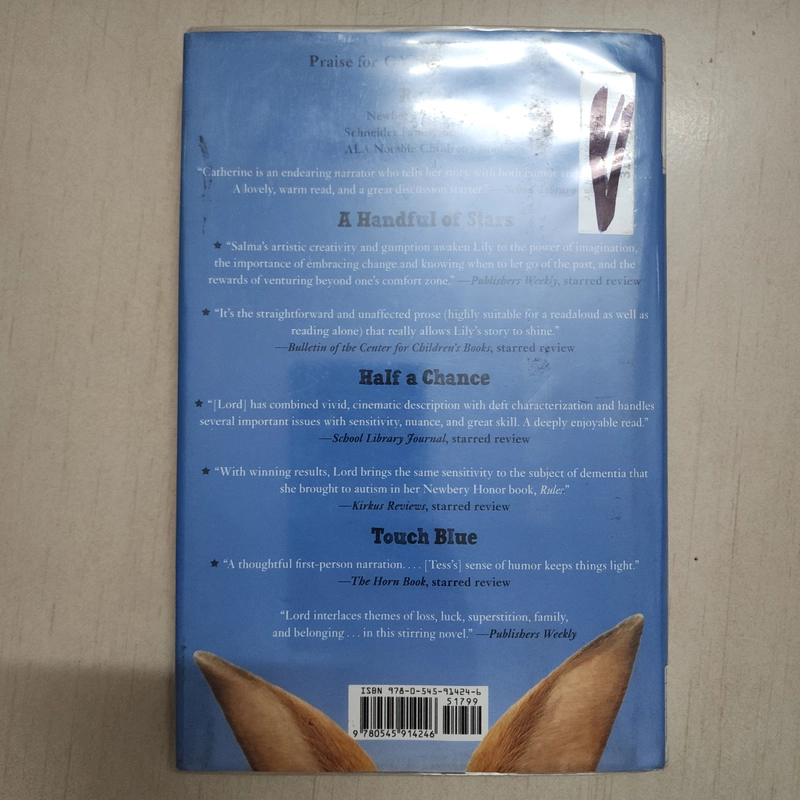 Praise for
Newbe
Schneider Fam
ALA Notable Children
“Catherine is an endearing narrator who tells her story with both humor
A lovely, warm read, and a great discussion starter.”
A Handful of Stars
★ “Salma’s artistic creativity and gumption awaken Lily to the power of imagination,
the importance of embracing change and knowing when to let go of the past, and the
rewards of venturing beyond one’s comfort zone.” —Publishers Weekly, starred review
★ “It’s the straightforward and unaffected prose (highly suitable for a readaloud as well as
reading alone) that really allows Lily’s story to shine.”
—Bulletin of the Center for Children’s Books, starred review
Half a Chance
★ “[Lord] has combined vivid, cinematic description with deft characterization and handles
several important issues with sensitivity, nuance, and great skill. A deeply enjoyable read.”
—School Library Journal, starred review
★ “With winning results, Lord brings the same sensitivity to the subject of dementia that
she brought to autism in her Newbery Honor book, Rules.”
—Kirkus Reviews, starred review
Touch Blue
★ “A thoughtful first-person narration. . . . [Tess’s] sense of humor keeps things light.”
—The Horn Book, starred review
“Lord interlaces themes of loss, luck, superstition, family,
and belonging . . . in this stirring novel.” —Publishers Weekly
ISBN 978-0-545-91424-6
51799
9 780545 914246